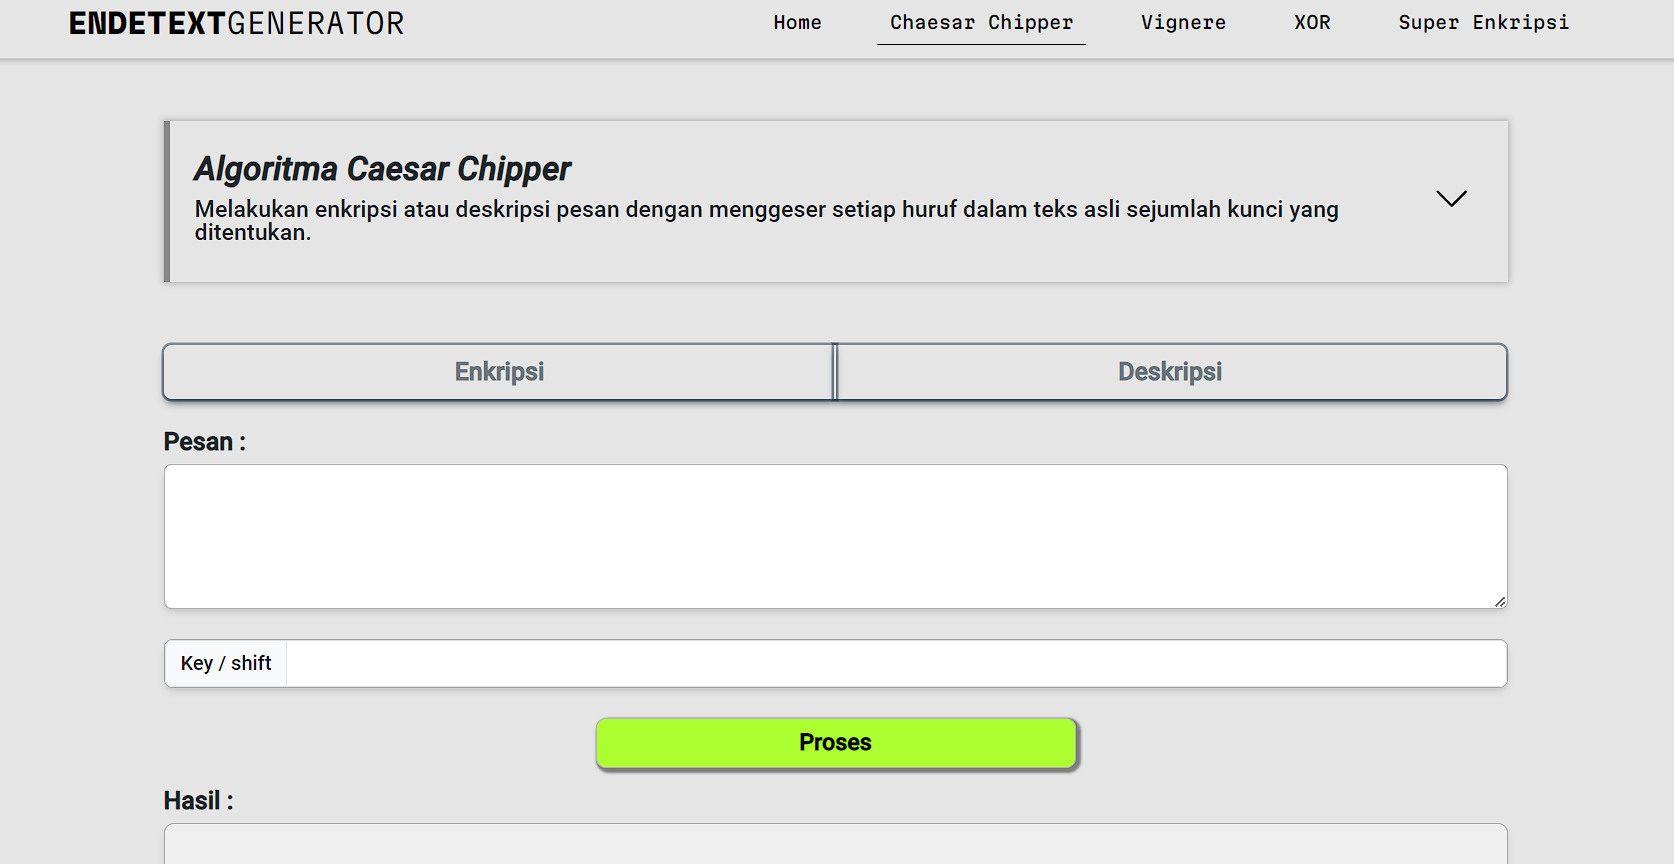 ENDETEXTGENERATOR
Home Chaesar Chipper Vignere XOR Super Enkripsi
Algoritma Caesar Chipper
Melakukan enkripsi atau deskripsi pesan dengan menggeser setiap huruf dalam teks asli sejumlah kunci yang
ditentukan.
Enkripsi Deskripsi
Pesan :
Key / shift
Proses
Hasil :